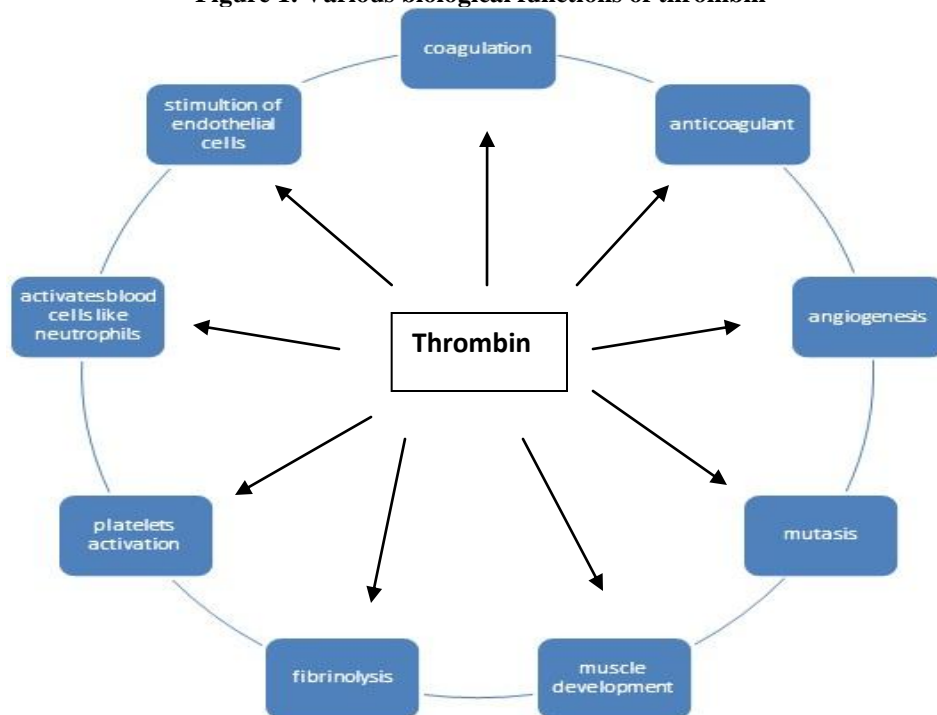 Figure 1: Various biological functions of thrombin
coagulation
anticoagulant
angiogenesis
mutasis
muscle
development
fibrinolysis
platelets
activation
activatesblood
cells like
neutrophils
stimultion of
endothelial
cells
Thrombin